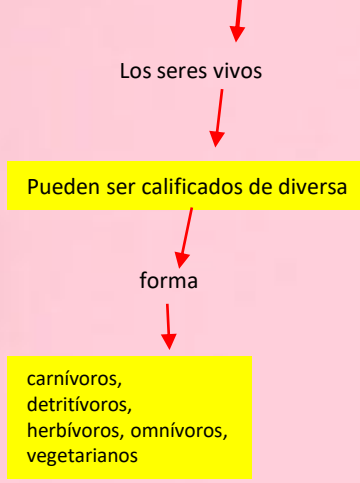 Los seres vivos
Pueden ser calificados de diversa
forma
carnívoros,
detritívoros,
herbívoros, omnívoros,
vegetarianos